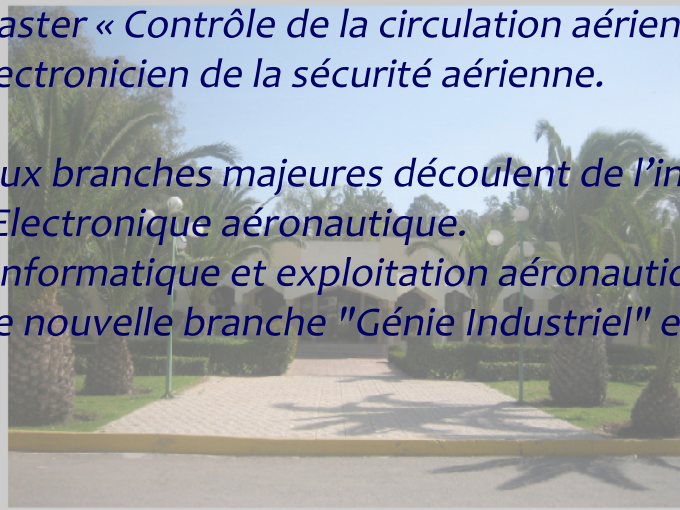 aster « Contrôle de la circulation aérien
ectronicien de la sécurité aérienne.
ux branches majeures découlent de l’in
Electronique aéronautique.
nformatique et exploitation aéronautiq
e nouvelle branche "Génie Industriel" e